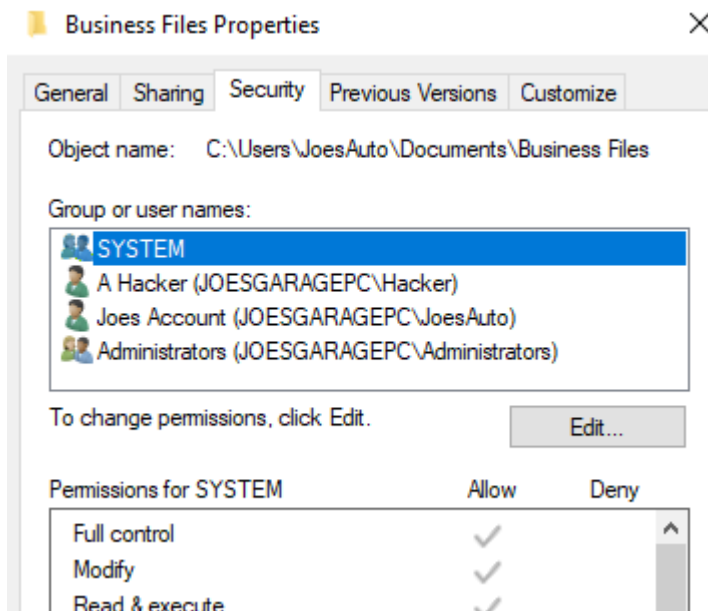 Business Files Properties
General Sharing Security Previous Versions Customize
Object name: C:\Users\JoesAuto\Documents\Business Files
Group or user names:
SYSTEM
A Hacker (JOESGARAGEPC\Hacker)
Joes Account (JOESGARAGEPC\JoesAuto)
Administrators (JOESGARAGEPC\Administrators)
To change permissions, click Edit.
Edit...
Permissions for SYSTEM Allow Deny
Full control
Modify
Read & execute